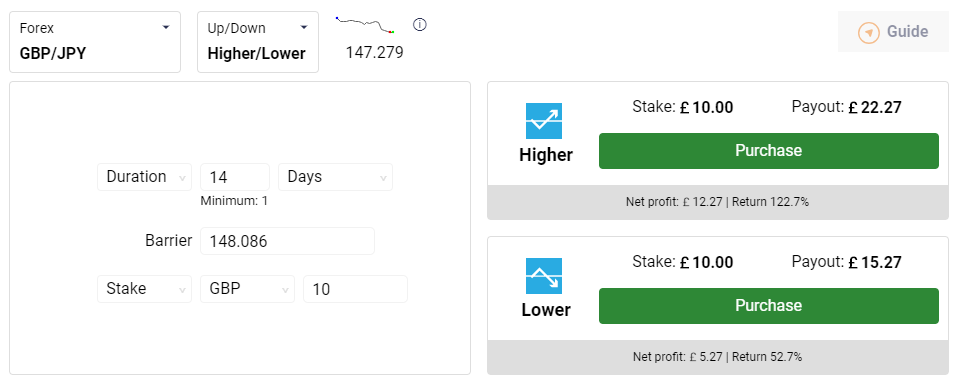 Forex
GBP/JPY
Up/Down
Higher/Lower
147.279
Guide
Duration 14 Days
Minimum: 1
Barrier 148.086
Stake GBP 10
Higher
Stake: £ 10.00 Payout: £ 22.27
Purchase
Net profit: £ 12.27 | Return 122.7%
Lower
Stake: £ 10.00 Payout: £ 15.27
Purchase
Net profit: £ 5.27 | Return 52.7%